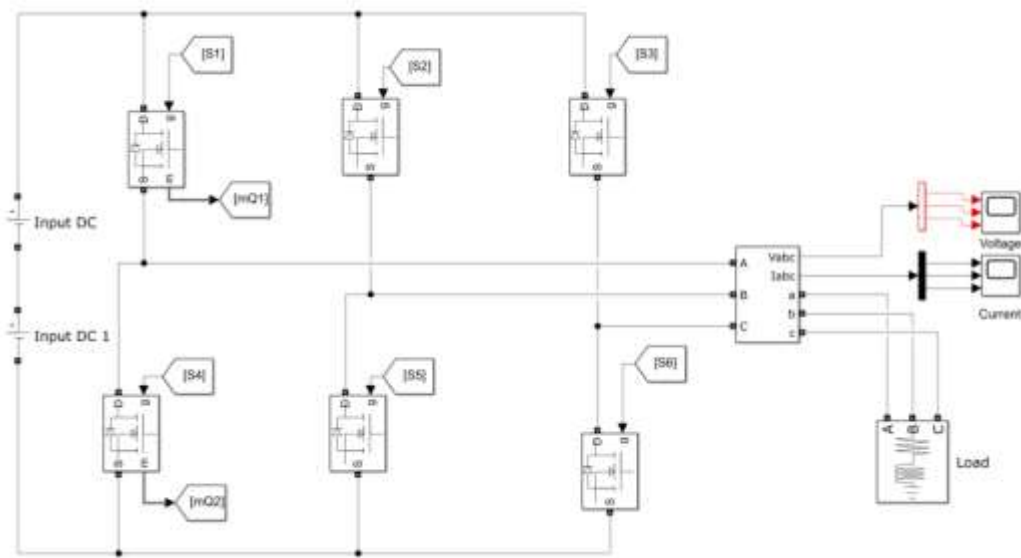 [S1]
[S2]
[S3]
D g
D g
D g
S m
S
S
[mQ1]
Input DC
Voltage
A
Vabc
Iabc
B
a
b
C
c
Current
Input DC 1
[S4]
[S5]
[S6]
D g
D g
D g
S m
S
S
A B C
Load
[mQ2]